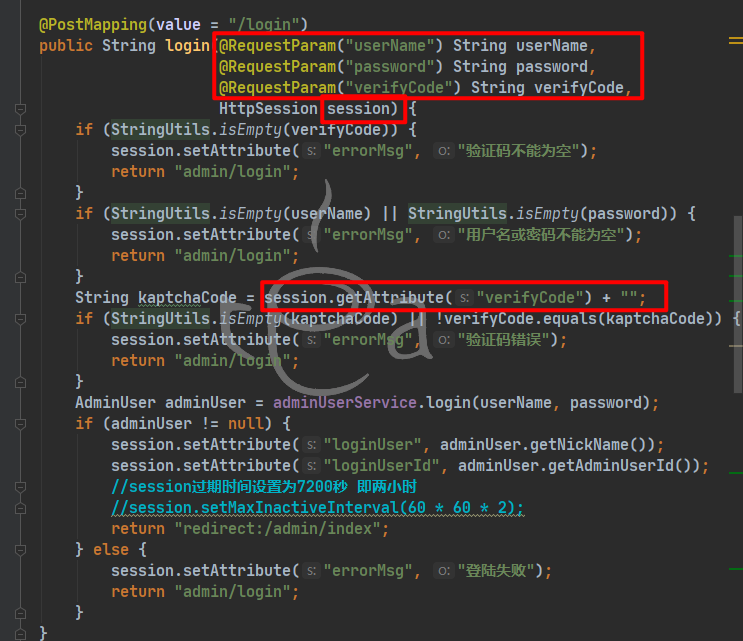 @PostMapping(value = "/login")
public String login(@RequestParam("userName") String userName,
@RequestParam("password") String password,
@RequestParam("verifyCode") String verifyCode,
HttpSession session) {
if (StringUtils.isEmpty(verifyCode)) {
session.setAttribute( s: "errorMsg", o: "验证码不能为空");
return "admin/login";
}
if (StringUtils.isEmpty(userName) || StringUtils.isEmpty(password)) {
session.setAttribute( s: "errorMsg", o: "用户名或密码不能为空");
return "admin/login";
}
String kaptchaCode = session.getAttribute( s: "verifyCode") + "";
if (StringUtils.isEmpty(kaptchaCode) || !verifyCode.equals(kaptchaCode)) {
session.setAttribute( s: "errorMsg", o: "验证码错误");
return "admin/login";
}
AdminUser adminUser = adminUserService.login(userName, password);
if (adminUser != null) {
session.setAttribute( s: "loginUser", adminUser.getNickName());
session.setAttribute( s: "loginUserId", adminUser.getAdminUserId());
//session过期时间设置为7200秒 即两小时
//session.setMaxInactiveInterval(60 * 60 * 2);
return "redirect:/admin/index";
} else {
session.setAttribute( s: "errorMsg", o: "登陆失败");
return "admin/login";
}
}